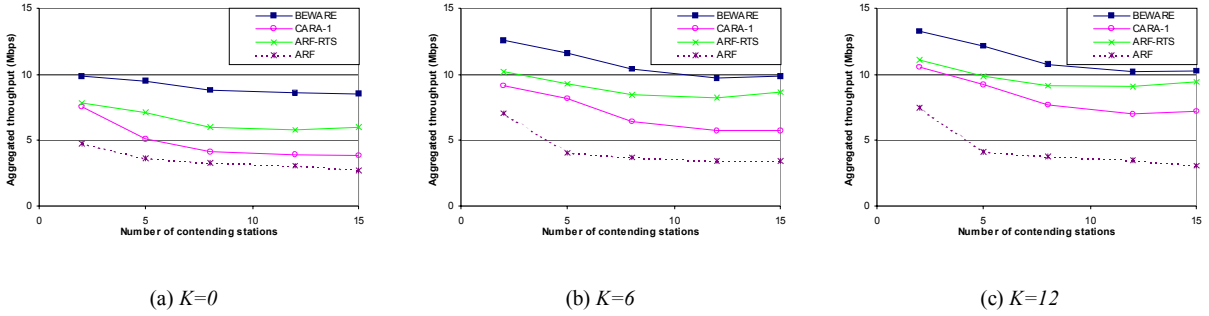 Aggregated throughput (Mbps)
15
10
5
0
BEWARE
CARA-1
ARF-RTS
ARF
0 5 10 15
Number of contending stations
(a) K=0
Aggregated throughput (Mbps)
15
10
5
0
BEWARE
CARA-1
ARF-RTS
ARF
0 5 10 15
Number of contending stations
(b) K=6
Aggregated throughput (Mbps)
15
10
5
0
BEWARE
CARA-1
ARF-RTS
ARF
0 5 10 15
Number of contending stations
(c) K=12